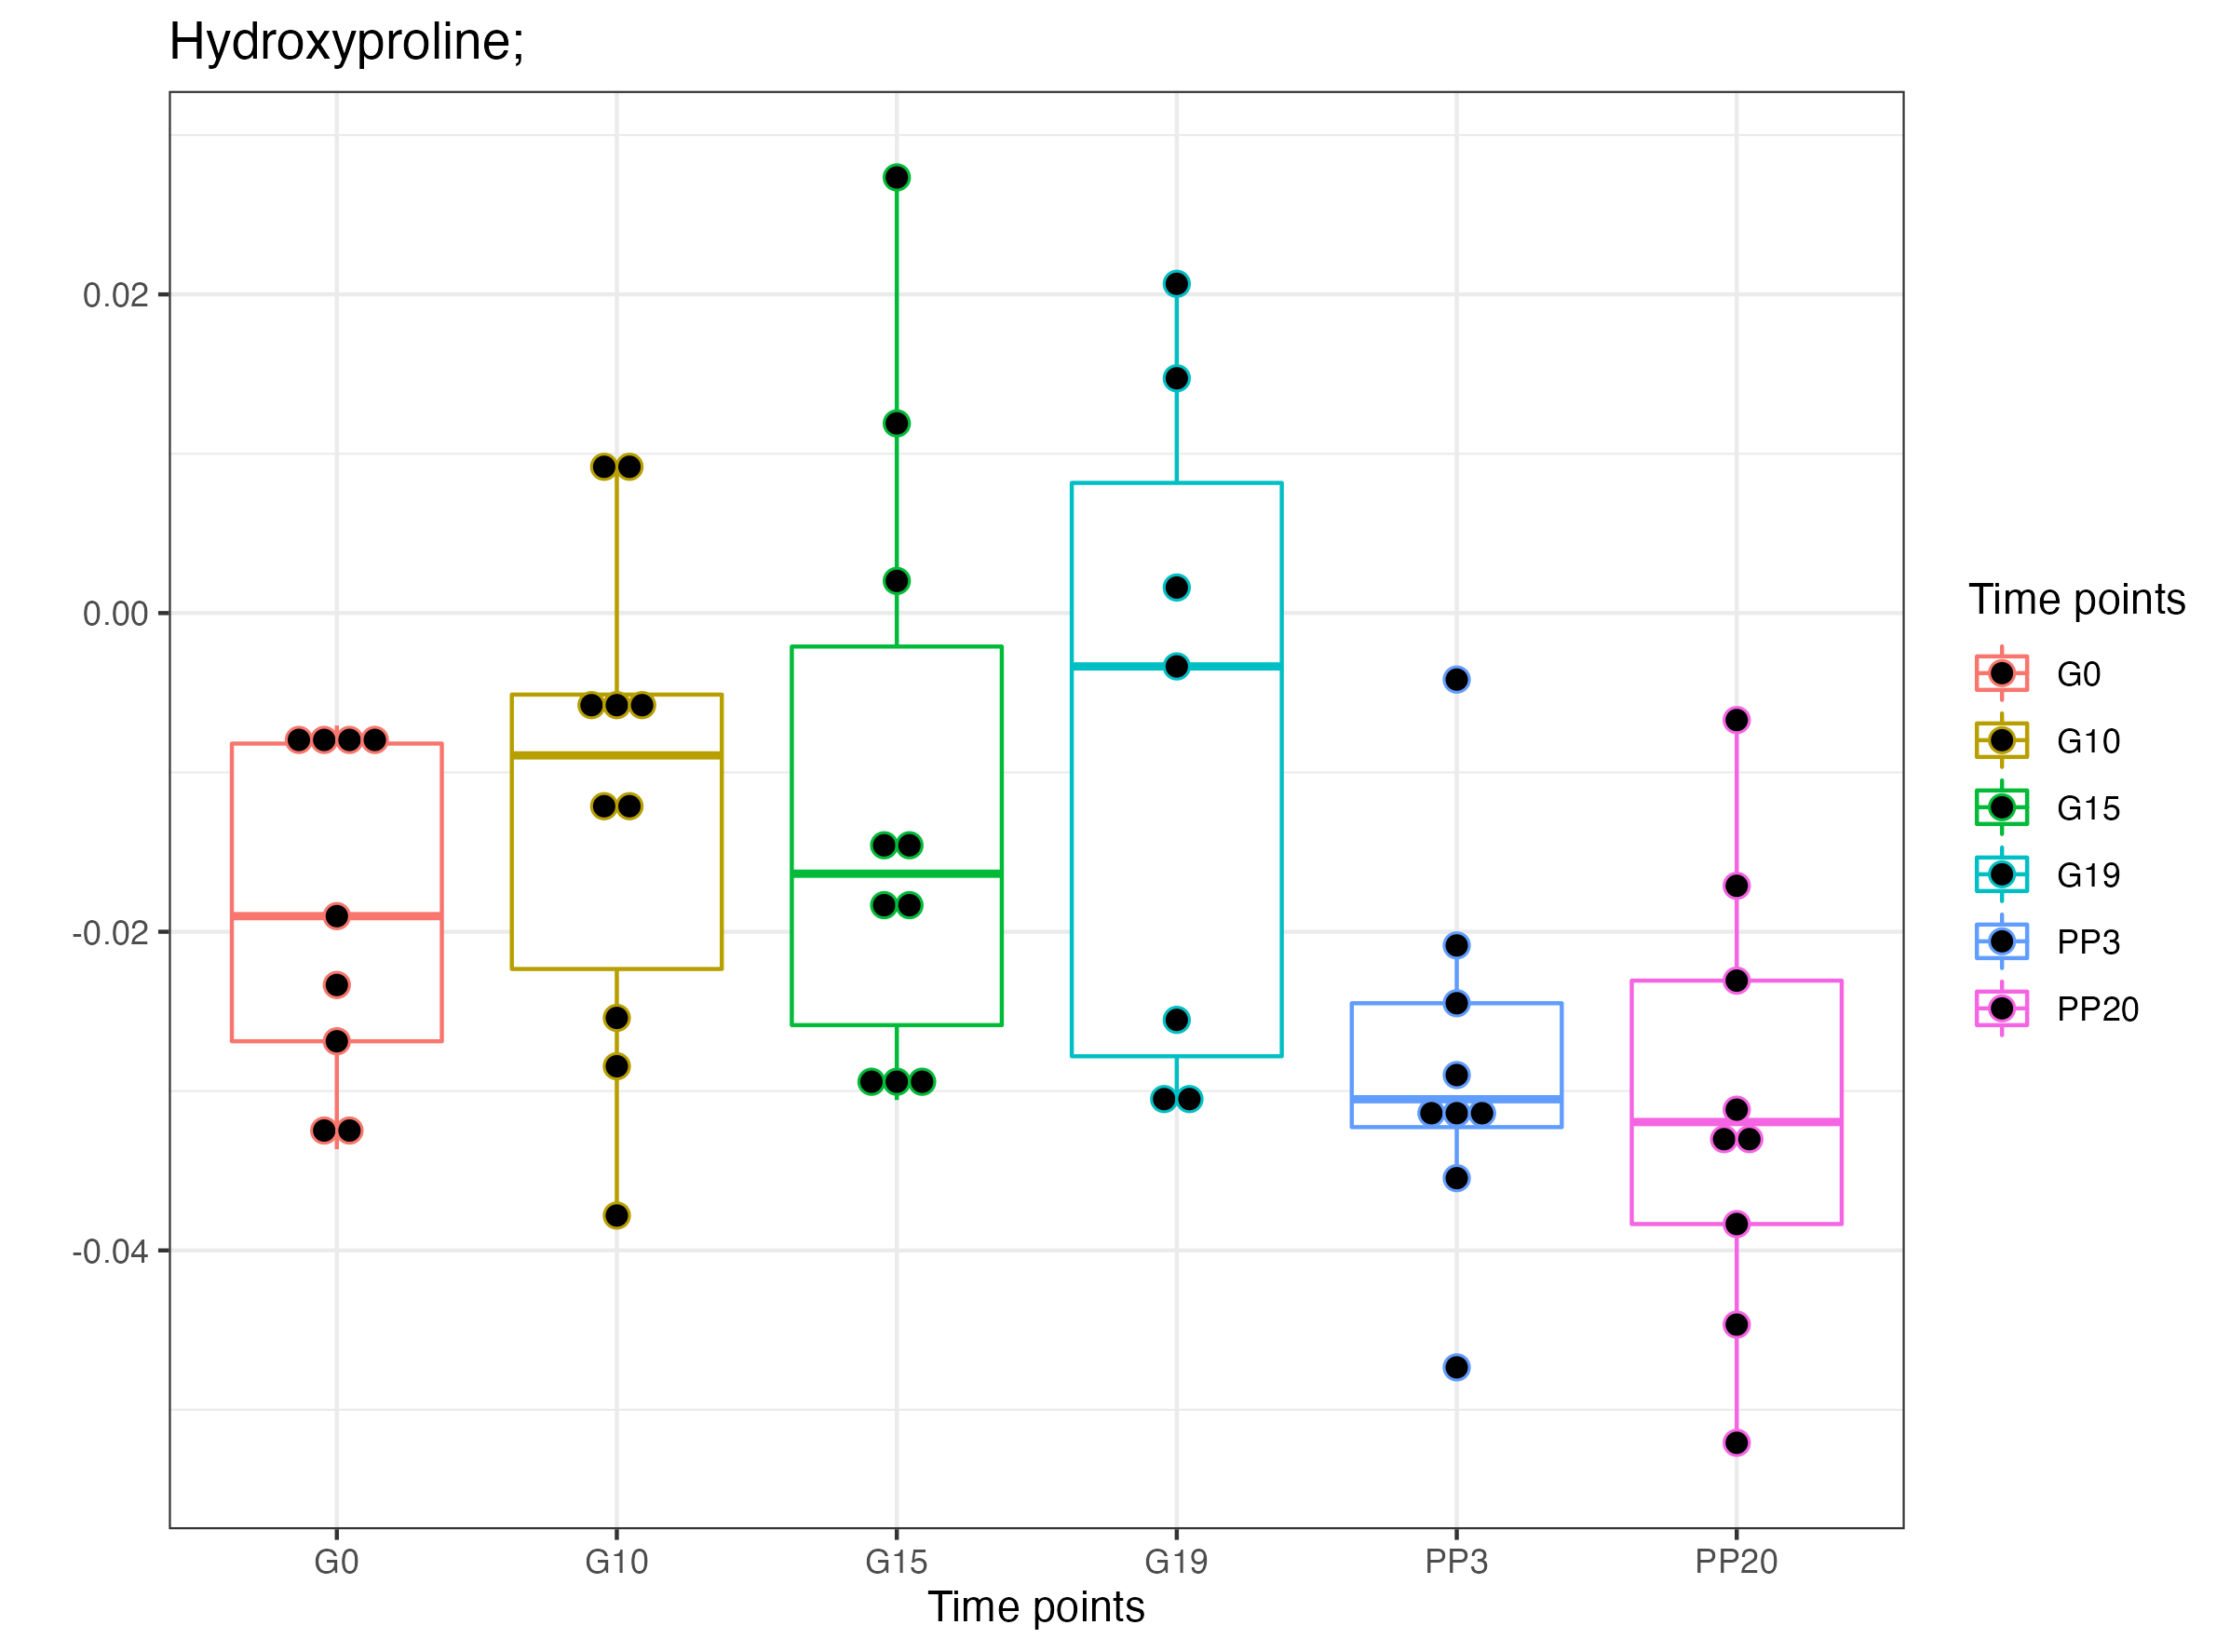 Hydroxyproline;
0.02
0.00
-0.02
-0.04
G0 G10 G15 G19 PP3 PP20
Time points
Time points
G0
G10
G15
G19
PP3
PP20